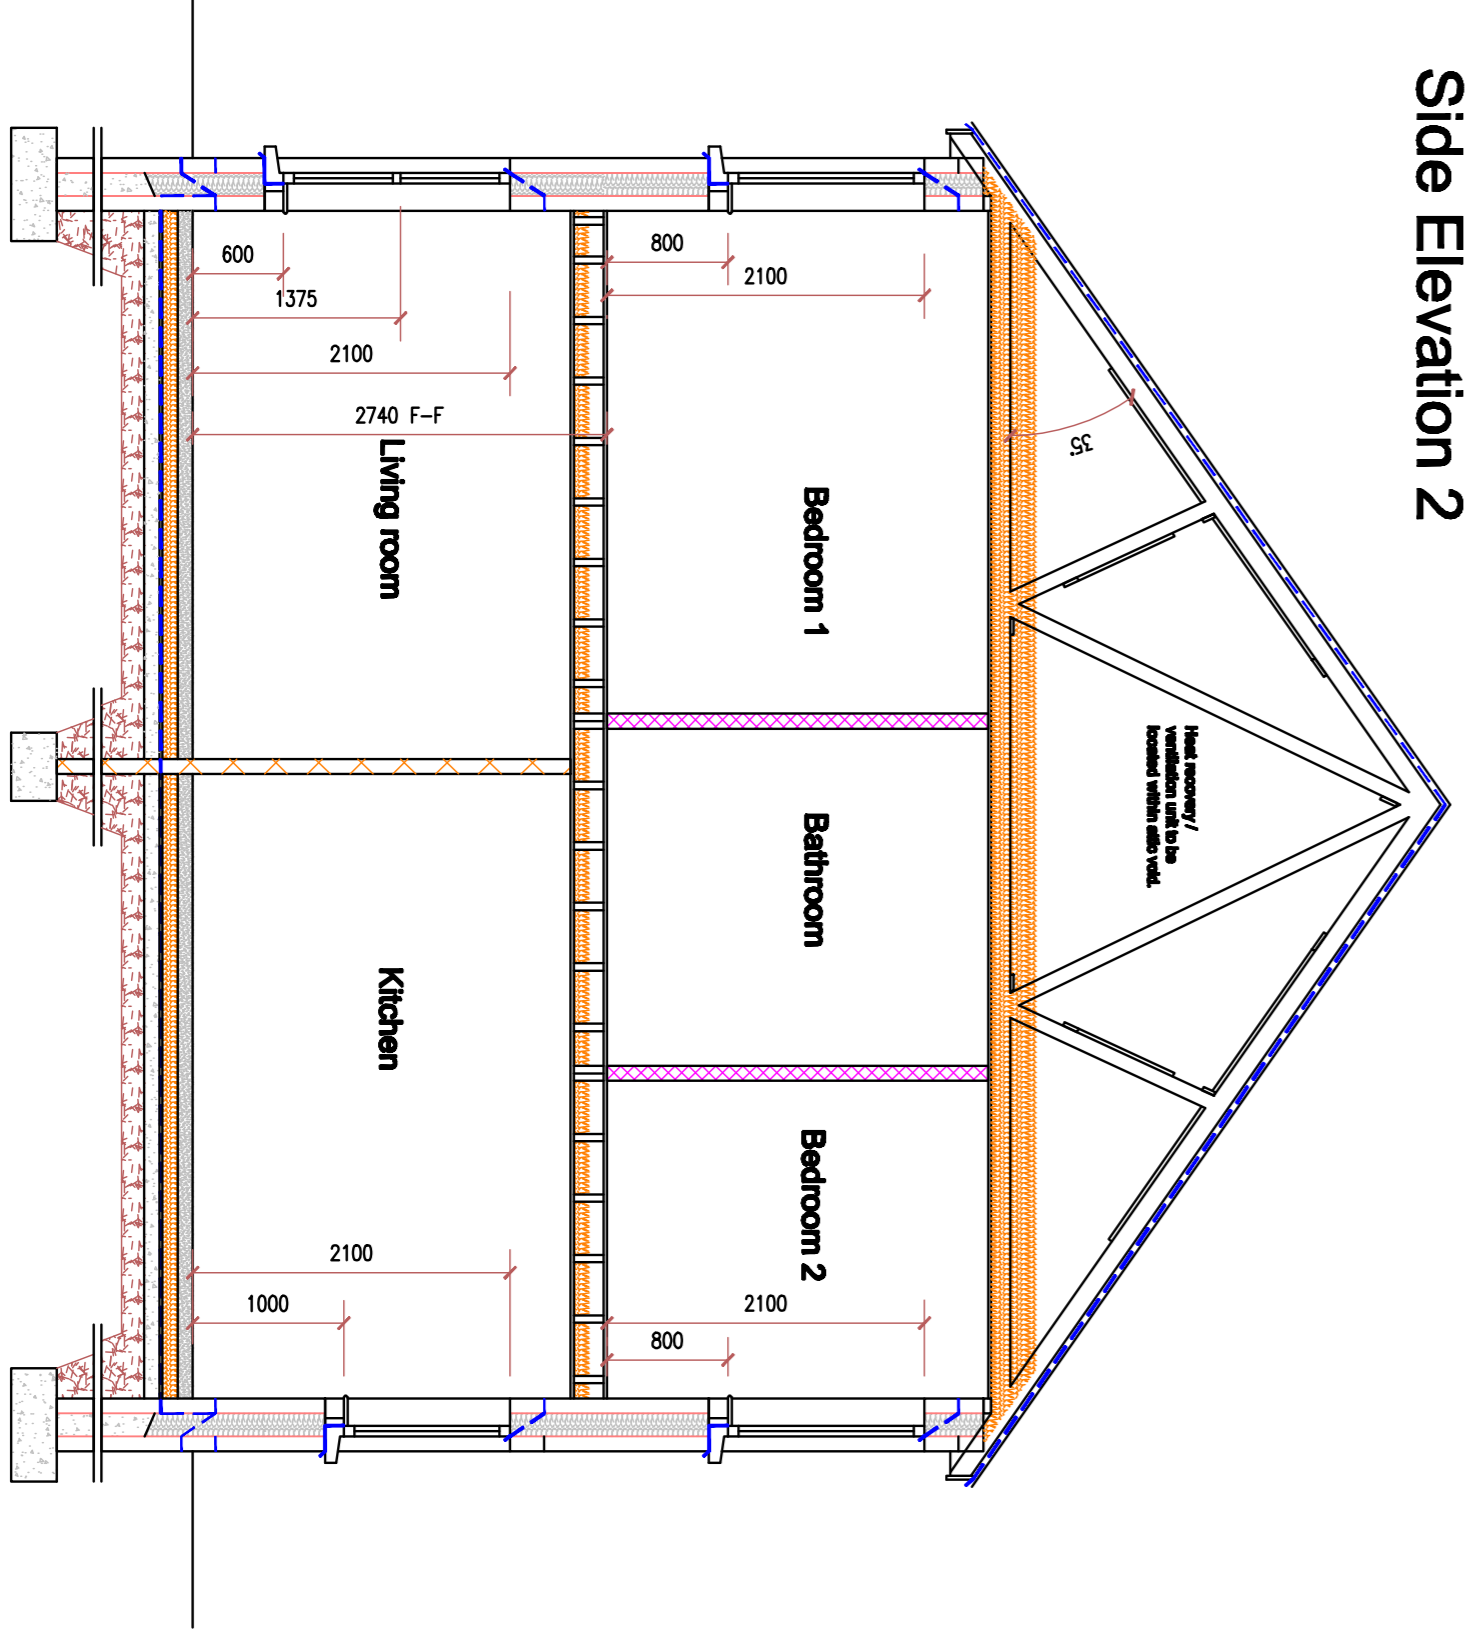 Side Elevation 2
Heat recovery /
ventilation unit to be
located within attic void.
35°
800
2100
Bedroom 1
Bathroom
Bedroom 2
2100
800
600
1375
2100
2740 F-F
Living room
Kitchen
2100
1000